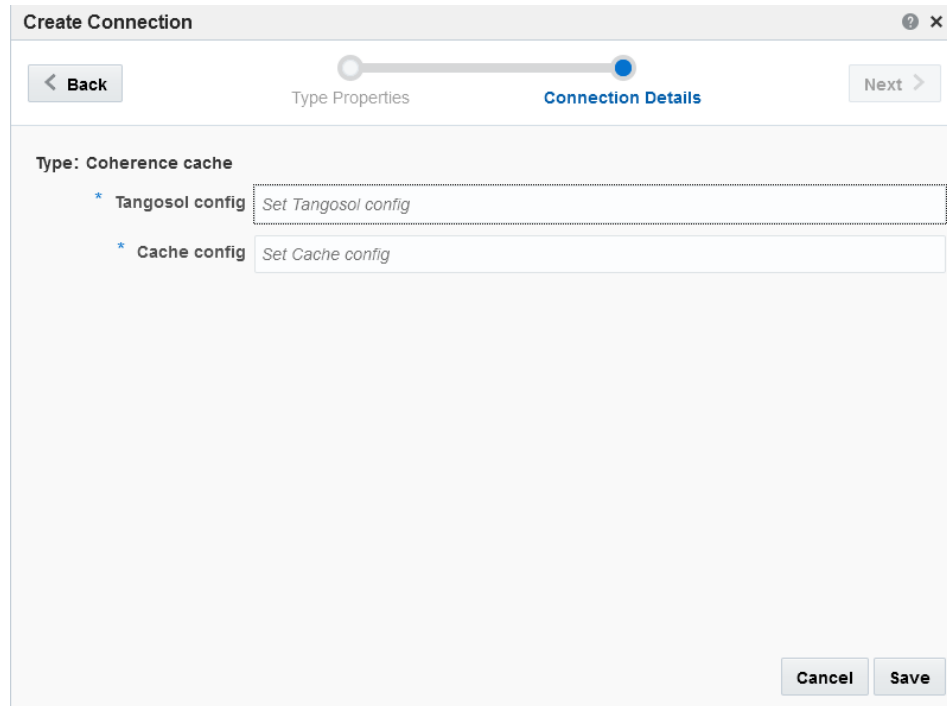 Create Connection
Back
Type Properties
Connection Details
Next
Type: Coherence cache
* Tangosol config Set Tangosol config
* Cache config Set Cache config
Cancel Save